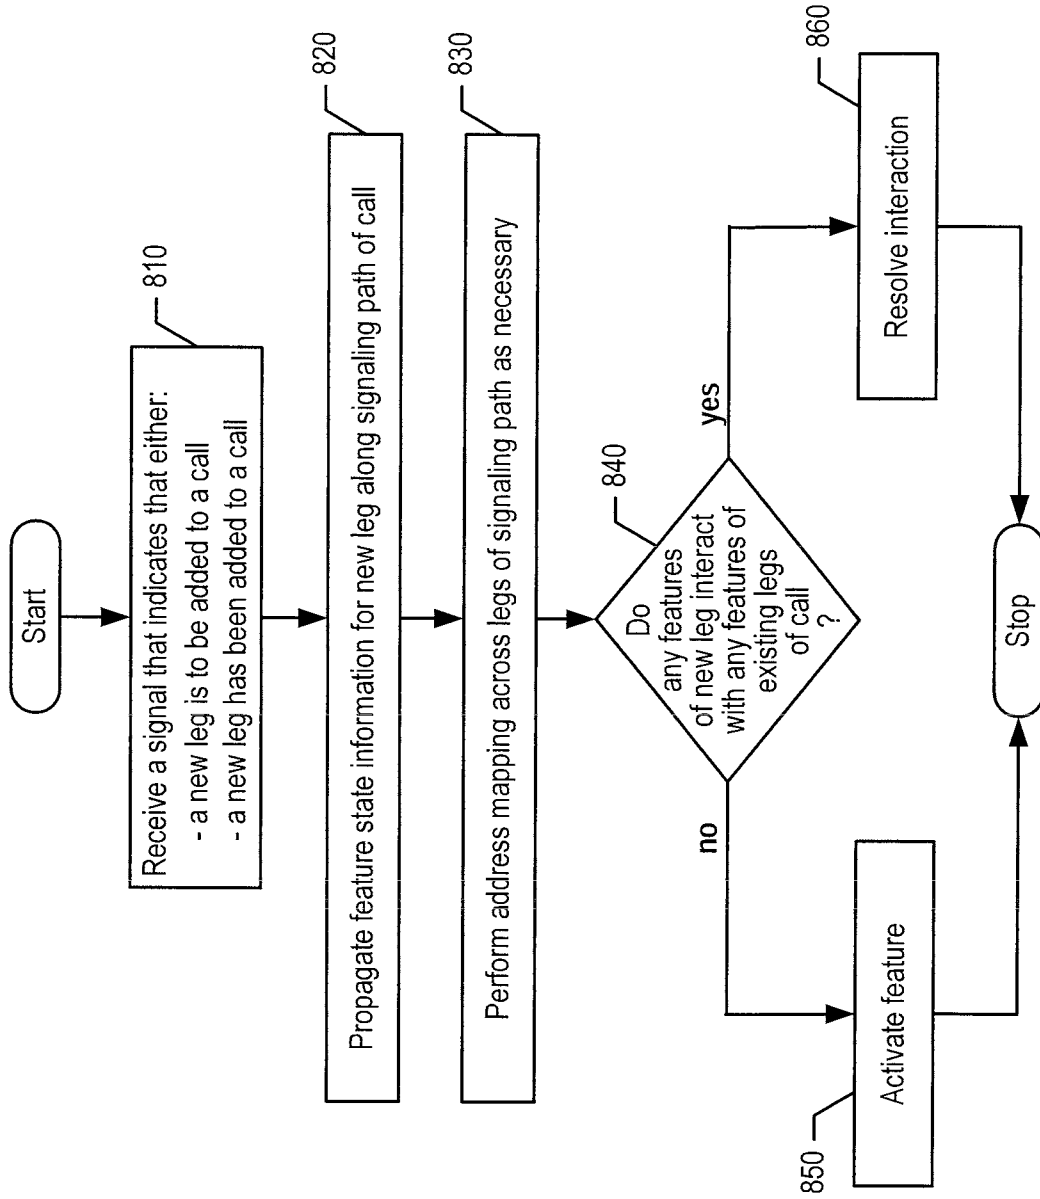 Start
810
Receive a signal that indicates that either:
- a new leg is to be added to a call
- a new leg has been added to a call
820
Propagate feature state information for new leg along signaling path of call
830
Perform address mapping across legs of signaling path as necessary
840
Do
any features
of new leg interact
with any features of
existing legs
of call
?
no
yes
850
Activate feature
860
Resolve interaction
Stop